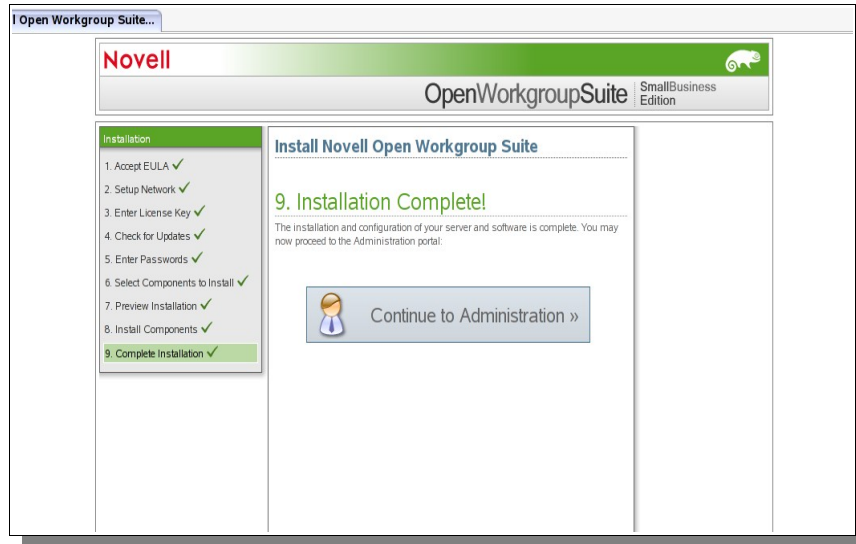 l Open Workgroup Suite...
Novell
OpenWorkgroupSuite
SmallBusiness
Edition
Installation
1. Accept EULA
2. Setup Network
3. Enter License Key
4. Check for Updates
5. Enter Passwords
6. Select Components to Install
7. Preview Installation
8. Install Components
9. Complete Installation
Install Novell Open Workgroup Suite
9. Installation Complete!
The installation and configuration of your server and software is complete. You may
now proceed to the Administration portal:
Continue to Administration »